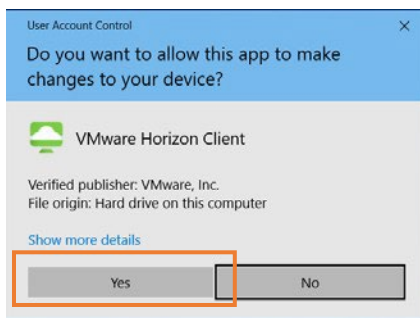 User Account Control
Do you want to allow this app to make
changes to your device?
VMware Horizon Client
Verified publisher: VMware, Inc.
File origin: Hard drive on this computer
Show more details
Yes
No